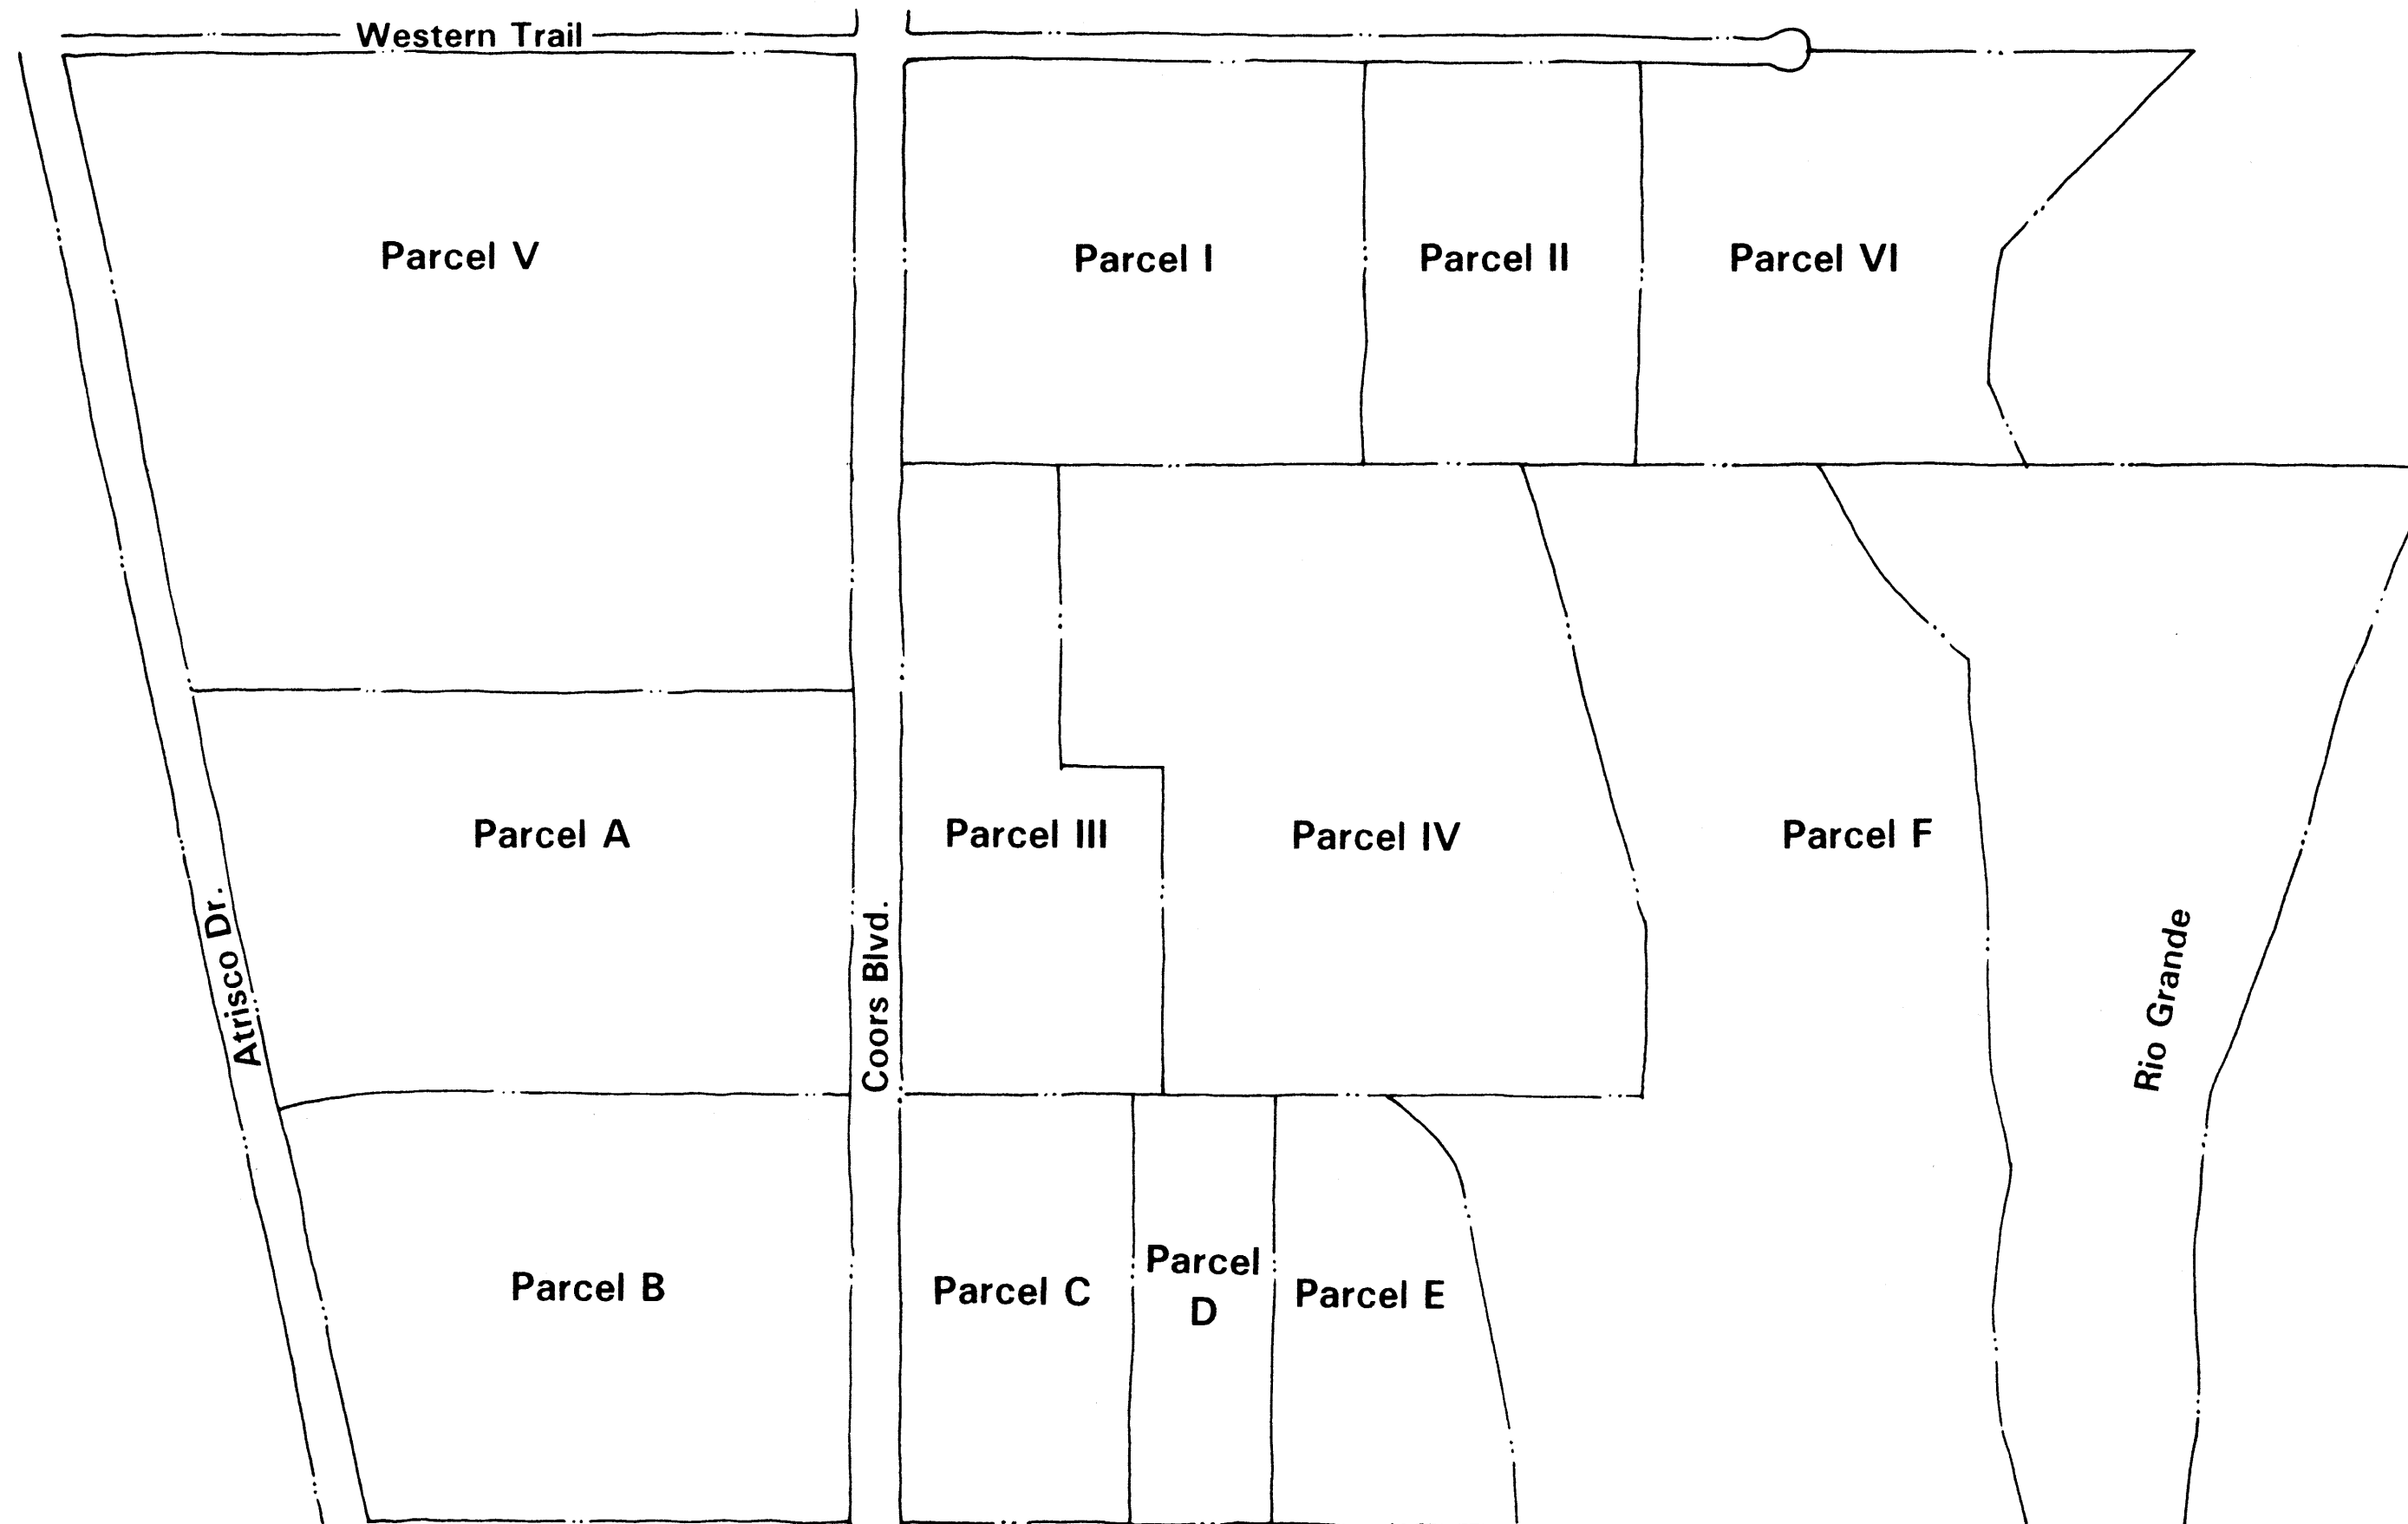 Western Trail
Parcel V
Parcel I
Parcel II
Parcel VI
Parcel A
Parcel III
Parcel IV
Parcel F
Atrisco Dr.
Coors Blvd.
Rio Grande
Parcel B
Parcel C
Parcel
D
Parcel E